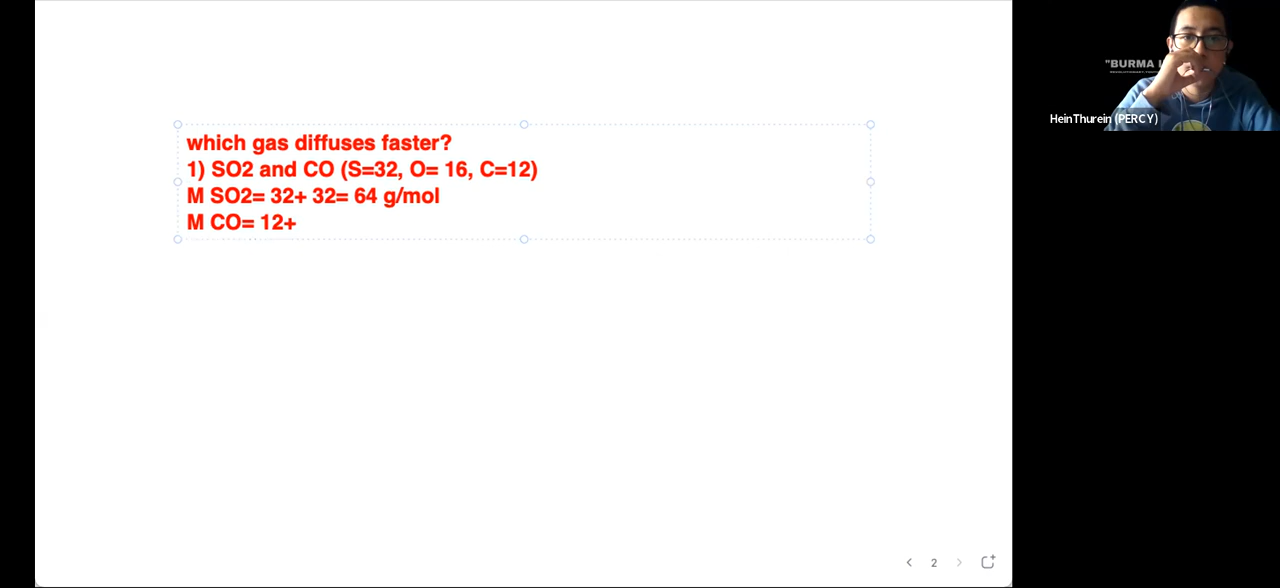 which gas diffuses faster?
1) SO2 and CO (S=32, O= 16, C=12)
M SO2= 32+ 32= 64 g/mol
M CO= 12+
"BURMA
HeinThurein (PERCY)
2